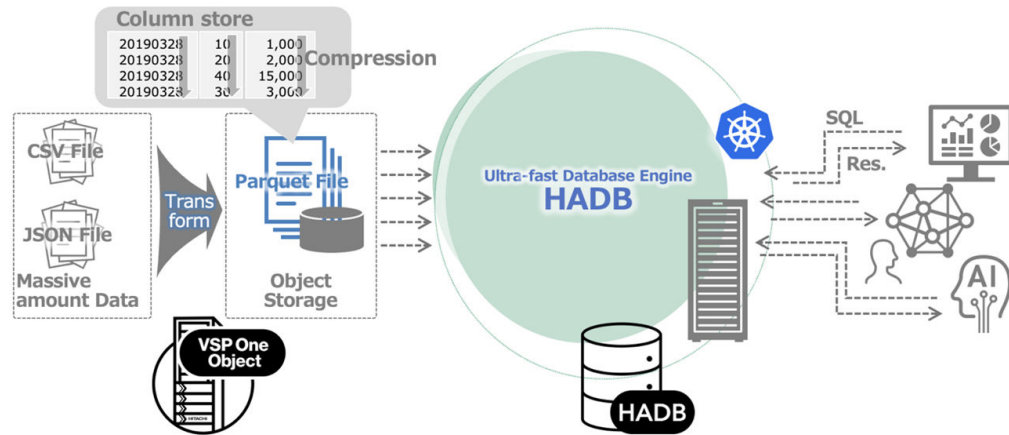 Column store
20190328 10 1,000
20190328 20 2,000
20190328 40 15,000
20190328 30 3,000
Compression
CSV File
JSON File
Massive
amount Data
Trans
form
Parquet File
Object
Storage
VSP One
Object
HITACHI
Ultra-fast Database Engine
HADB
HADB
SQL
Res.
AI